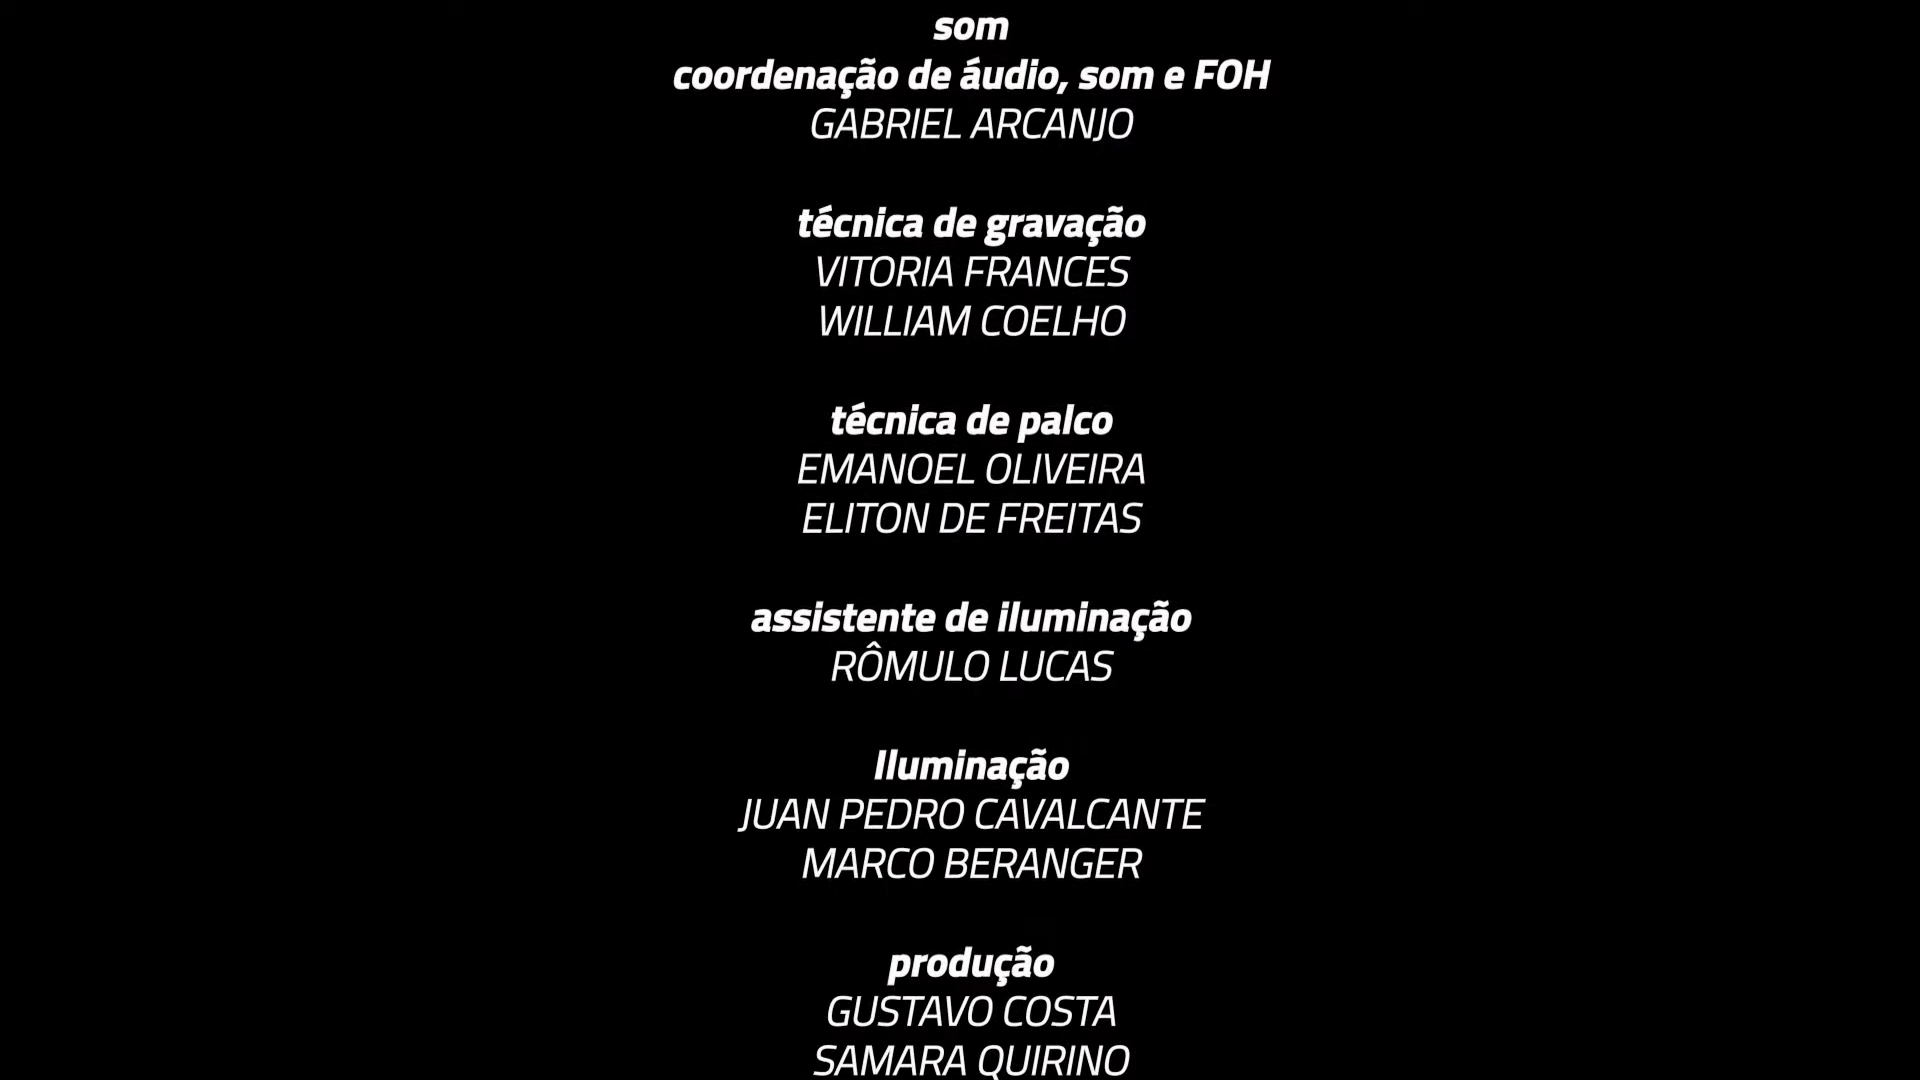 som
coordenação de áudio, som e FOH
GABRIEL ARCANJO
técnica de gravação
VITORIA FRANCES
WILLIAM COELHO
técnica de palco
EMANOEL OLIVEIRA
ELITON DE FREITAS
assistente de iluminação
RÔMULO LUCAS
Iluminação
JUAN PEDRO CAVALCANTE
MARCO BERANGER
produção
GUSTAVO COSTA
SAMARA QUIRINO